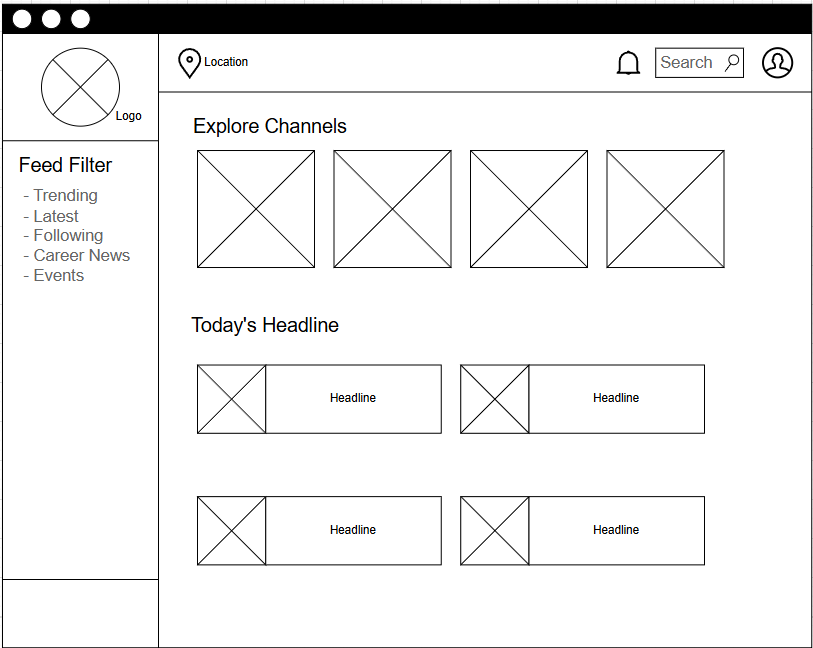 Logo
Location
Search
Feed Filter
- Trending
- Latest
- Following
- Career News
- Events
Explore Channels
Today's Headline
Headline
Headline
Headline
Headline